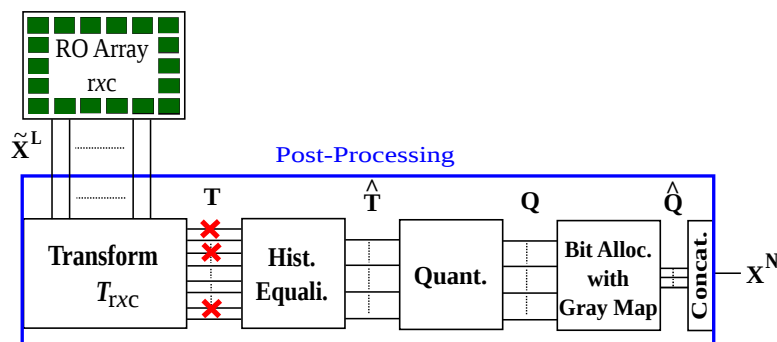 RO Array
rxc
X̃ᴸ
Post-Processing
T
T̂
Q
Q̂
Transform
Trxc
Hist.
Equali.
Quant.
Bit Alloc.
with
Gray Map
Concat.
Xᴺ